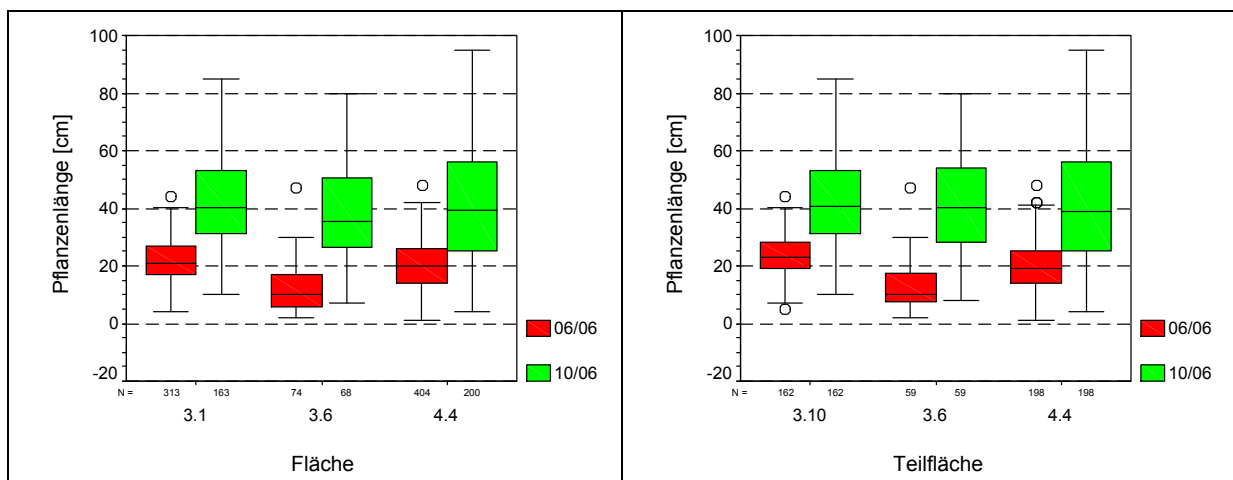 100
80
60
40
20
0
-20
Pflanzenlänge [cm]
N = 313 163 74 68 404 200
3.1 3.6 4.4
Fläche
06/06
10/06
100
80
60
40
20
0
-20
Pflanzenlänge [cm]
N = 162 162 59 59 198 198
3.10 3.6 4.4
Teilfläche
06/06
10/06